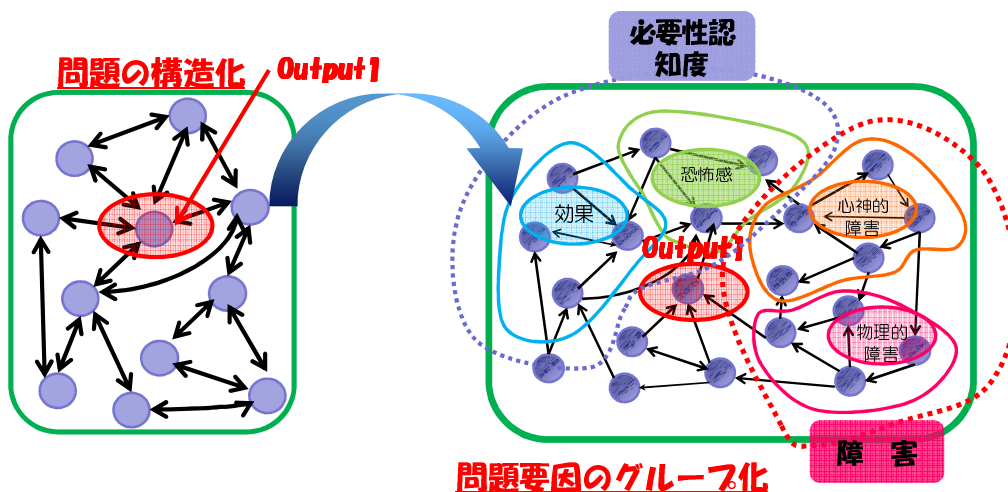 必要性認
知度
問題の構造化
Output1
恐怖感
効果
心神的
障害
Output1
物理的
障害
障 害
問題要因のグループ化